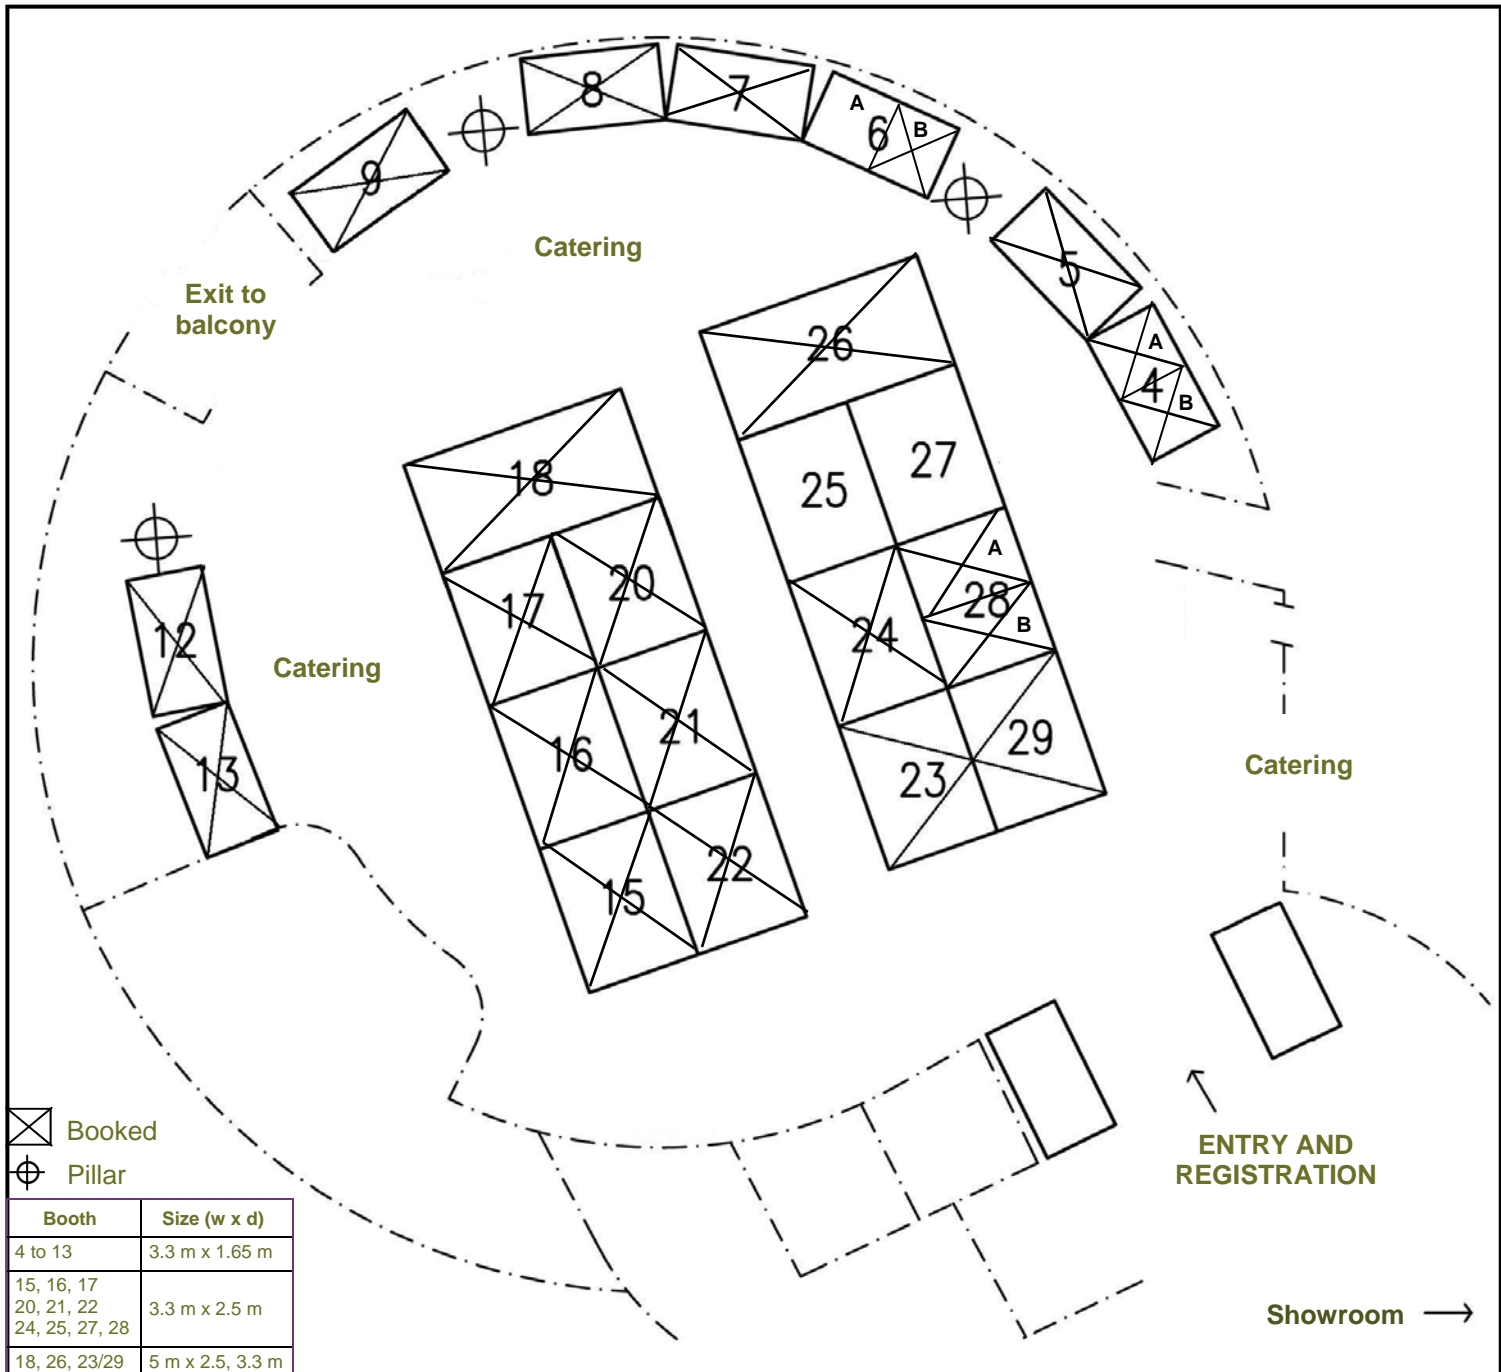 8
7
A
6
B
9
Catering
5
Exit to
balcony
26
A
4
B
18
25
27
20
17
A
28
B
12
24
Catering
21
16
29
13
23
Catering
22
15
Booked
Pillar
ENTRY AND
REGISTRATION
Booth
Size (w x d)
4 to 13
3.3 m x 1.65 m
15, 16, 17
20, 21, 22
24, 25, 27, 28
3.3 m x 2.5 m
18, 26, 23/29
5 m x 2.5, 3.3 m
Showroom